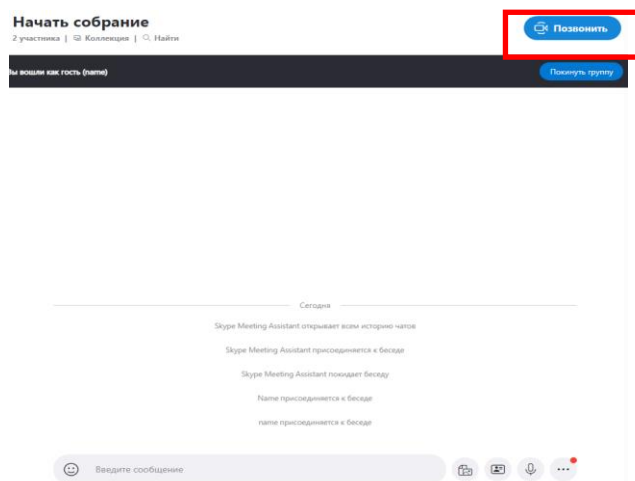 Начать собрание
2 участника | Коллекция | Найти
Позвонить
Вы вошли как гость (name)
Покинуть группу
Сегодня
Skype Meeting Assistant открывает всем историю чатов
Skype Meeting Assistant присоединяется к беседе
Skype Meeting Assistant покидает беседу
Name присоединяется к беседе
name присоединяется к беседе
Введите сообщение